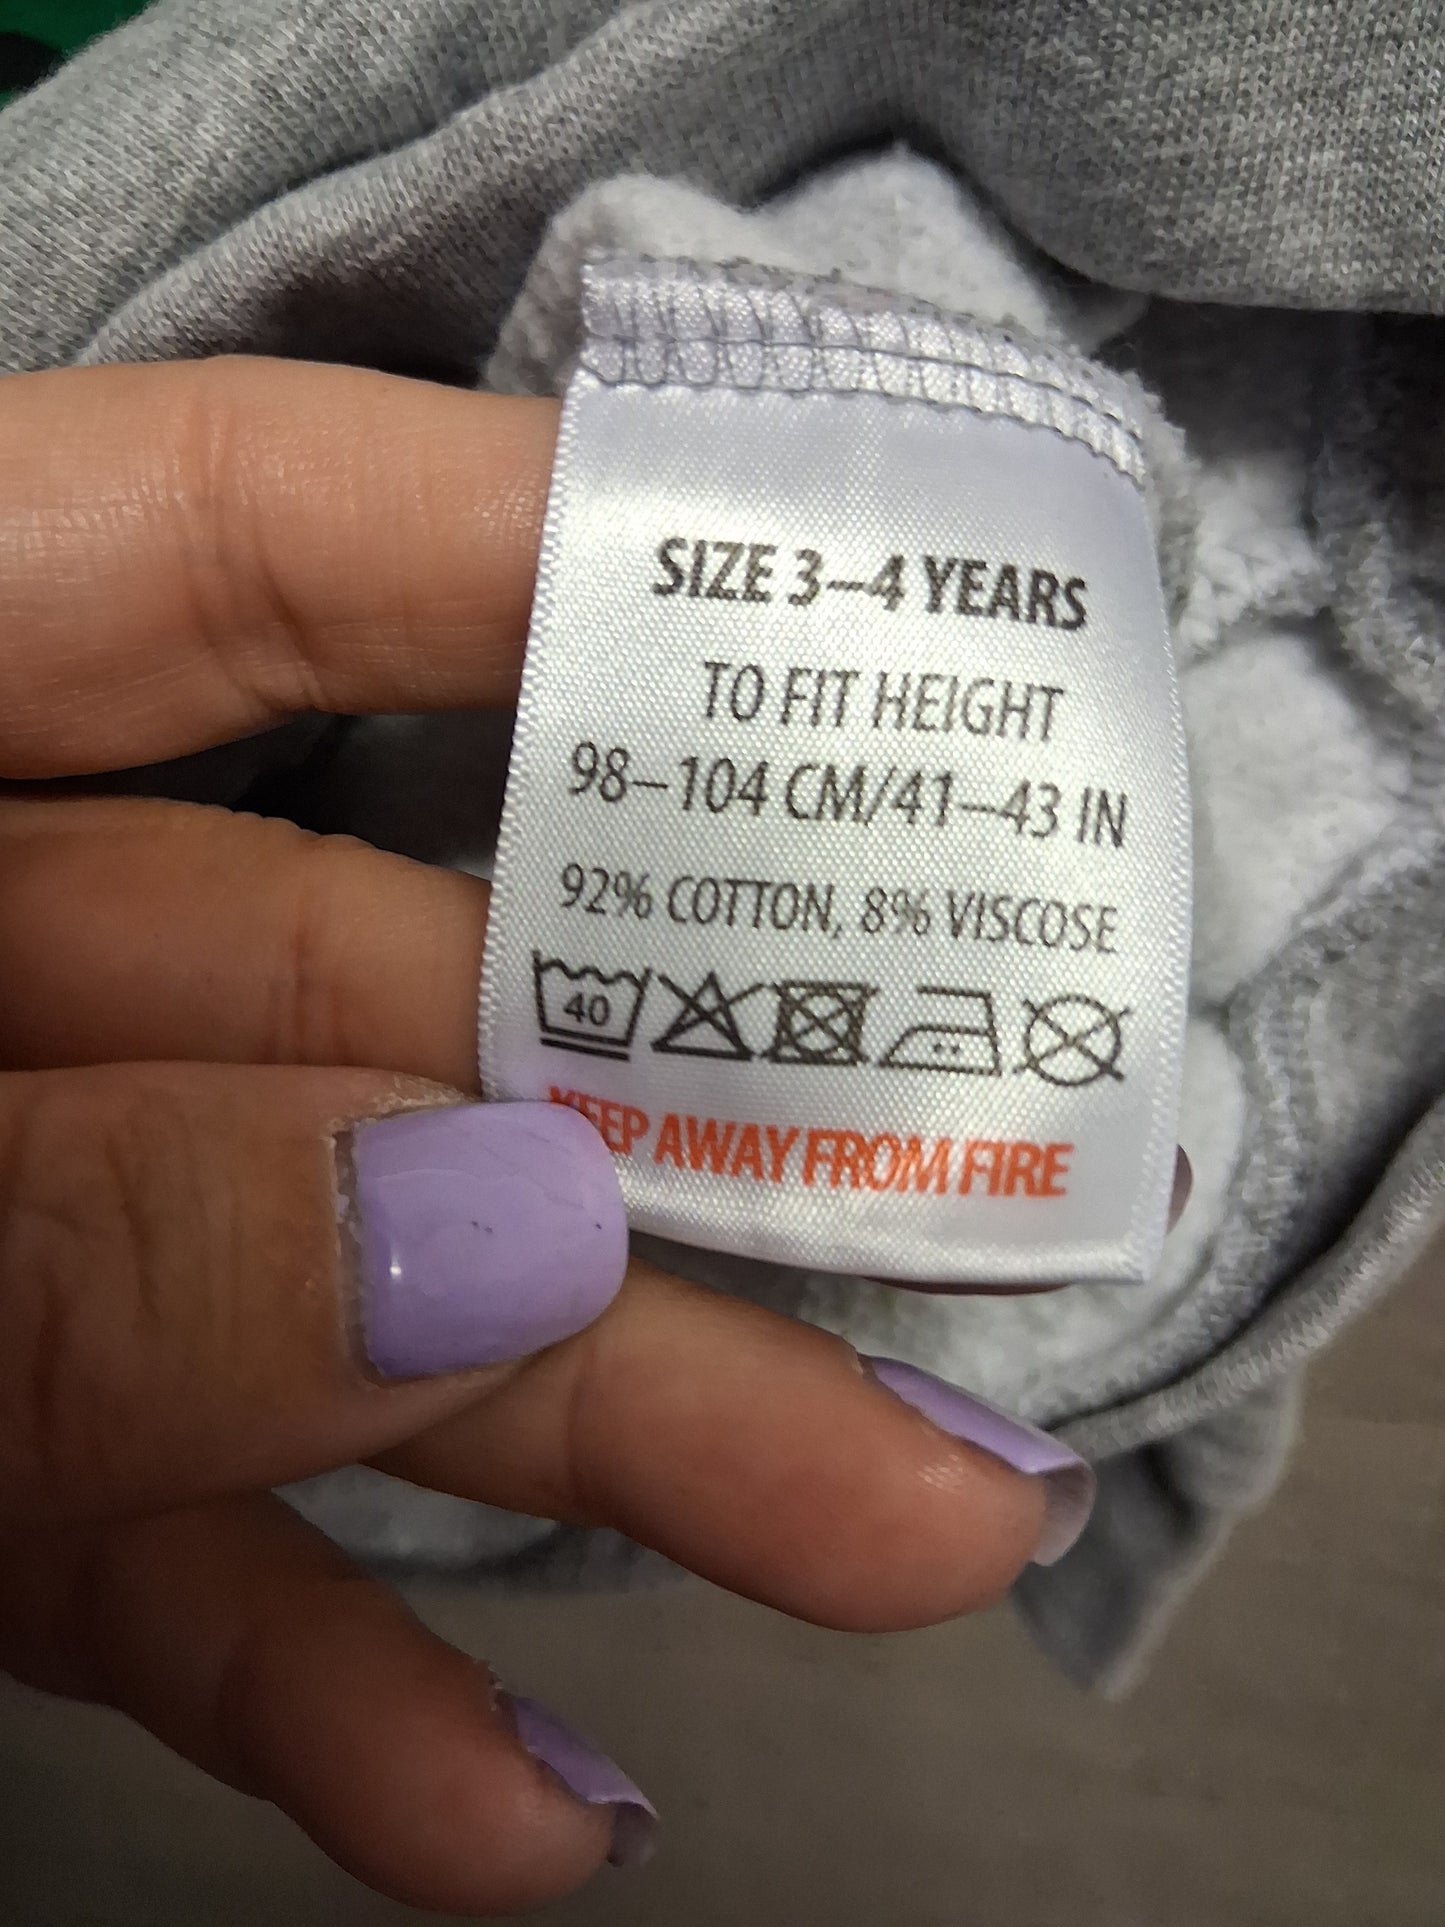 SIZE 3–4 YEARS
TO FIT HEIGHT
98–104 CM/41–43 IN
92% COTTON, 8% VISCOSE
40
KEEP AWAY FROM FIRE